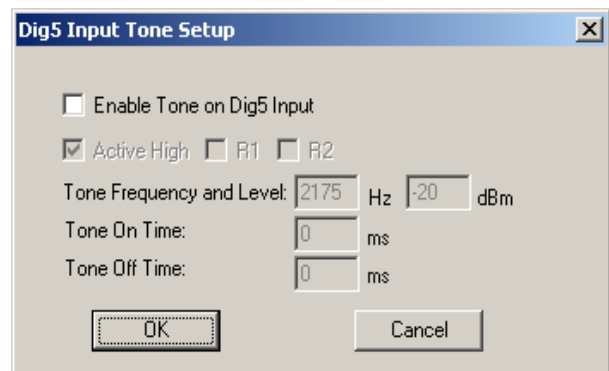 Dig5 Input Tone Setup
Enable Tone on Dig5 Input
Active High R1 R2
Tone Frequency and Level: 2175 Hz -20 dBm
Tone On Time: 0 ms
Tone Off Time: 0 ms
OK Cancel